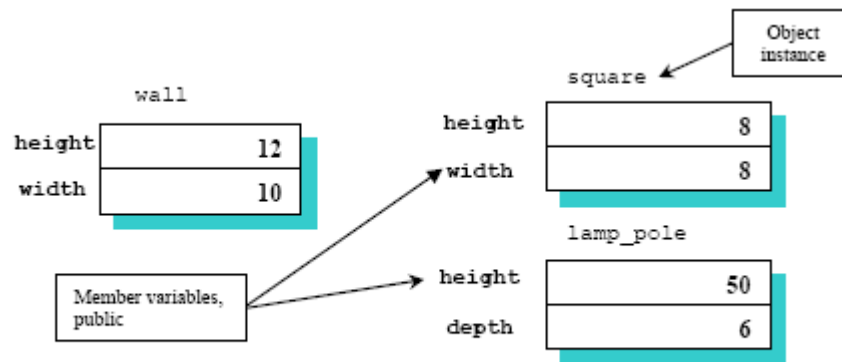 Object
instance
square
wall
height 8
height 12
width 8
width 10
lamp_pole
height 50
Member variables,
public
depth 6